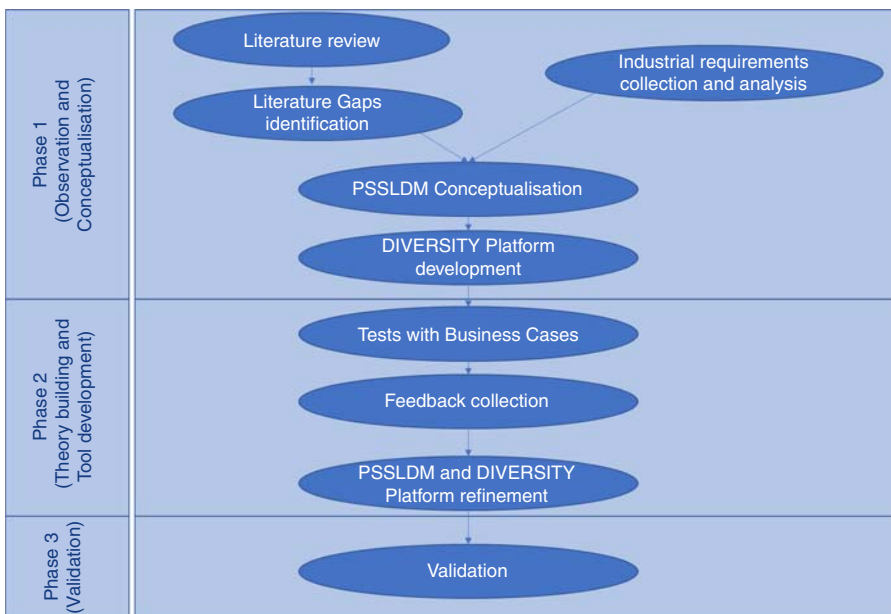 Phase 1
(Observation and
Conceptualisation)
Literature review
Industrial requirements
collection and analysis
Literature Gaps
identification
PSSLDM Conceptualisation
DIVERSITY Platform
development
Phase 2
(Theory building and
Tool development)
Tests with Business Cases
Feedback collection
PSSLDM and DIVERSITY
Platform refinement
Phase 3
(Validation)
Validation